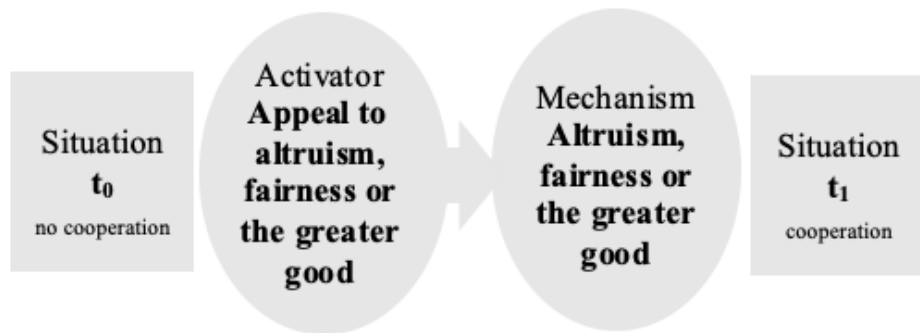 Situation
t₀
no cooperation
Activator
Appeal to
altruism,
fairness or
the greater
good
Mechanism
Altruism,
fairness or
the greater
good
Situation
t₁
cooperation